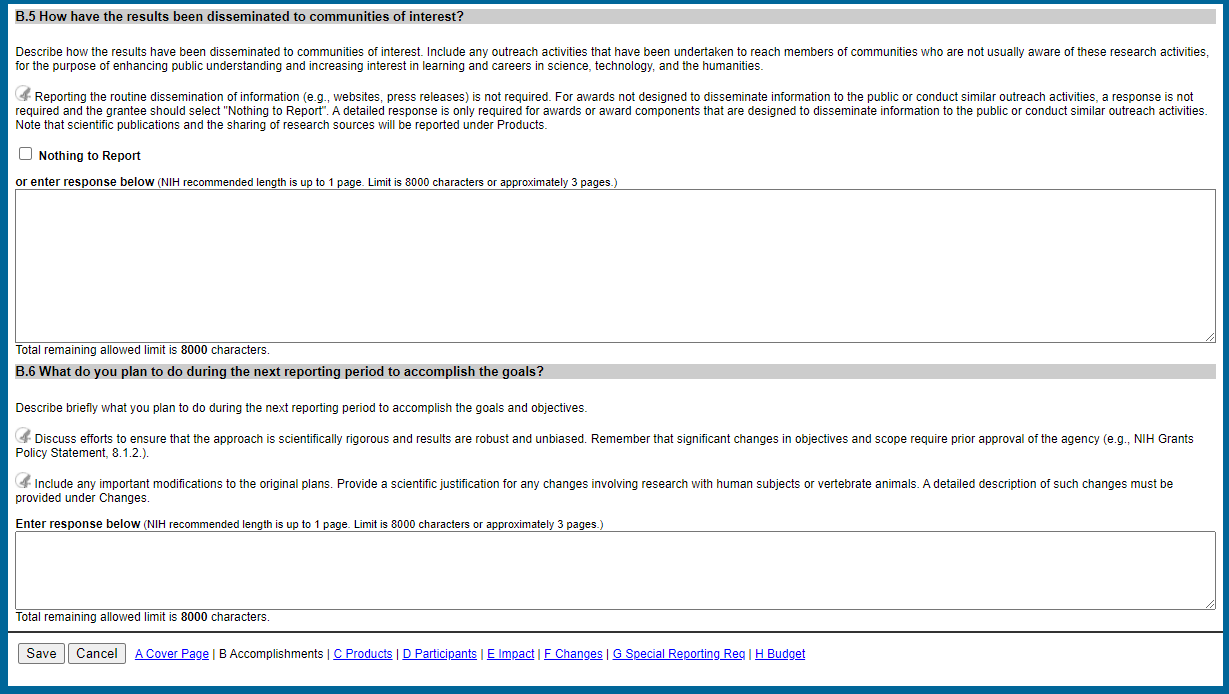 B.5 How have the results been disseminated to communities of interest?
Describe how the results have been disseminated to communities of interest. Include any outreach activities that have been undertaken to reach members of communities who are not usually aware of these research activities,
for the purpose of enhancing public understanding and increasing interest in learning and careers in science, technology, and the humanities.
Reporting the routine dissemination of information (e.g., websites, press releases) is not required. For awards not designed to disseminate information to the public or conduct similar outreach activities, a response is not
required and the grantee should select "Nothing to Report". A detailed response is only required for awards or award components that are designed to disseminate information to the public or conduct similar outreach activities.
Note that scientific publications and the sharing of research sources will be reported under Products.
Nothing to Report
or enter response below (NIH recommended length is up to 1 page. Limit is 8000 characters or approximately 3 pages.)
Total remaining allowed limit is 8000 characters.
B.6 What do you plan to do during the next reporting period to accomplish the goals?
Describe briefly what you plan to do during the next reporting period to accomplish the goals and objectives.
Discuss efforts to ensure that the approach is scientifically rigorous and results are robust and unbiased. Remember that significant changes in objectives and scope require prior approval of the agency (e.g., NIH Grants
Policy Statement, 8.1.2.).
Include any important modifications to the original plans. Provide a scientific justification for any changes involving research with human subjects or vertebrate animals. A detailed description of such changes must be
provided under Changes.
Enter response below (NIH recommended length is up to 1 page. Limit is 8000 characters or approximately 3 pages.)
Total remaining allowed limit is 8000 characters.
Save Cancel A Cover Page | B Accomplishments | C Products | D Participants | E Impact | F Changes | G Special Reporting Req | H Budget